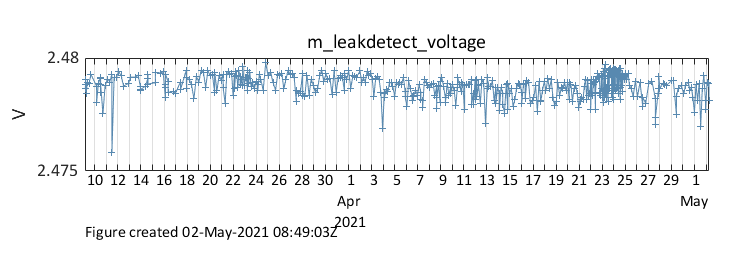 m_leakdetect_voltage
2.48
V
2.475
10 12 14 16 18 20 22 24 26 28 30 1 3 5 7 9 11 13 15 17 19 21 23 25 27 29 1
Apr May
2021
Figure created 02-May-2021 08:49:03Z